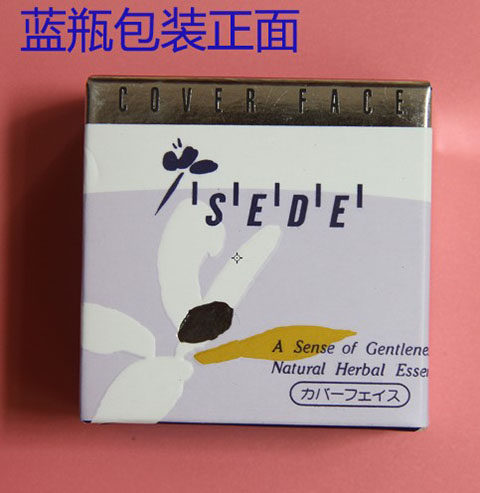 蓝瓶包装正面
COVER FACE
SEDE
A Sense of Gentlene
Natural Herbal Esse
カバーフェイス